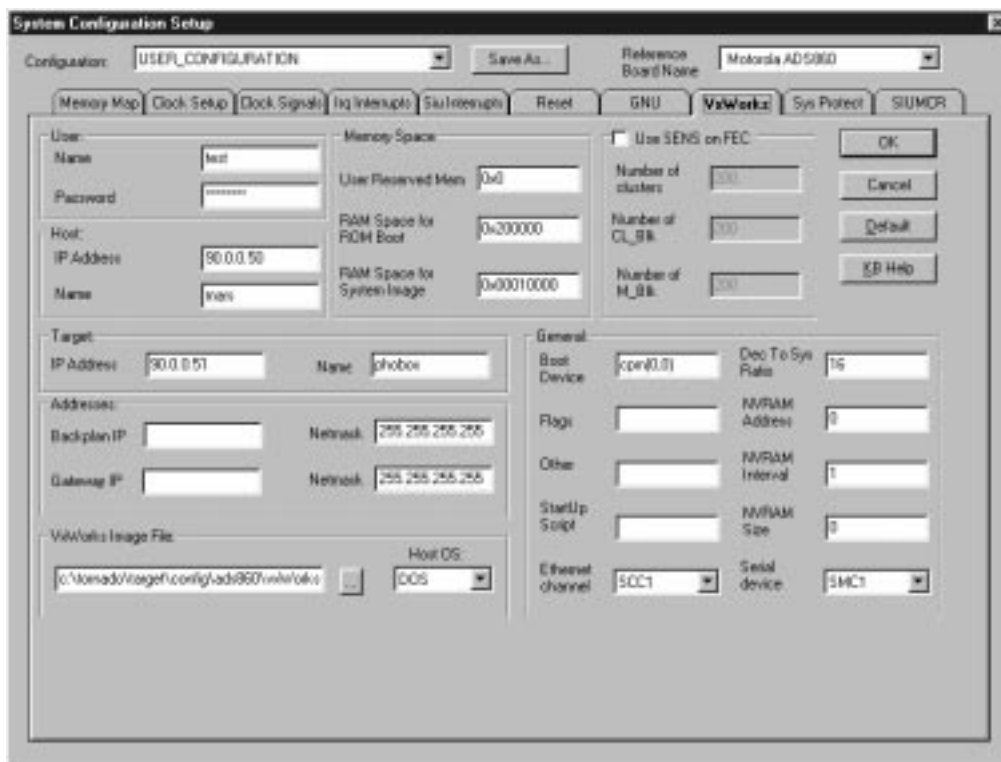 System Configuration Setup
Configuration: USER_CONFIGURATION Save As... Reference Board Name Motorola ADS860
Memory Map Clock Setup Clock Signals Irq Interrupts Siu Interrupts Reset GNU VxWorks Sys Protect SIUMCR
User:
Name test
Password ********
Host:
IP Address 90.0.0.50
Name mars
Memory Space
User Reserved Mem 0x0
RAM Space for ROM Boot 0x200000
RAM Space for System Image 0x00010000
Use SENS on FEC
Number of clusters 200
Number of CL_Blk 200
Number of M_Blk 200
OK
Cancel
Default
KB Help
Target:
IP Address 90.0.0.51 Name phobos
Addresses:
Backplan IP Netmask 255.255.255.255
Gateway IP Netmask 255.255.255.255
VxWorks Image File:
c:\tornado\target\config\ads860\vxWorks ...
Host OS:
DOS
General:
Boot Device cpm(0,0) Dec To Sys Ratio 16
Flags NVRAM Address 0
Other NVRAM Interval 1
StartUp Script NVRAM Size 0
Ethernet channel SCC1 Serial device SMC1